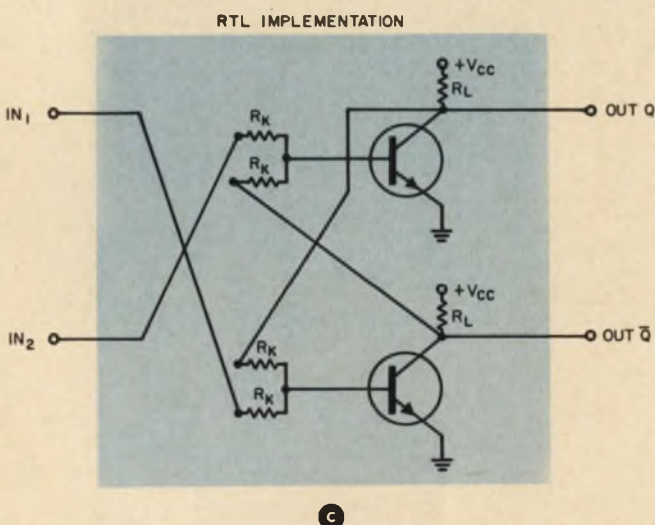 RTL IMPLEMENTATION
+VCC
RL
IN1
RK
OUT Q
RK
+VCC
RL
IN2
OUT Q̅
RK
RK
C